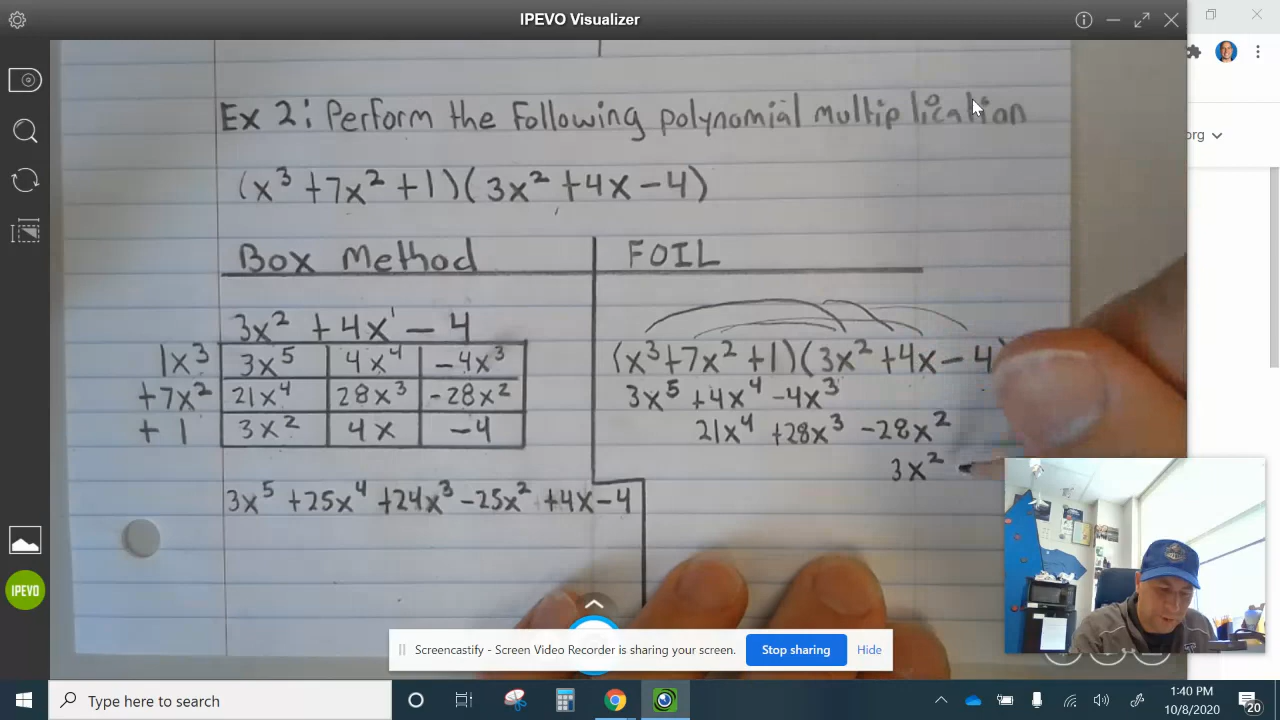 IPEVO Visualizer
Ex 2: Perform the Following polynomial multiplication
(x³ + 7x² + 1)(3x² + 4x - 4)
Box Method
3x² + 4x¹ - 4
1x³ 3x⁵ 4x⁴ -4x³
+7x² 21x⁴ 28x³ -28x²
+ 1 3x² 4x -4
3x⁵ +25x⁴ +24x³ -25x² +4x -4
FOIL
(x³ + 7x² + 1)(3x² + 4x - 4)
3x⁵ +4x⁴ -4x³
21x⁴ +28x³ -28x²
3x²
org
IPEVO
Screencastify - Screen Video Recorder is sharing your screen.
Stop sharing
Hide
Type here to search
1:40 PM
10/8/2020
20